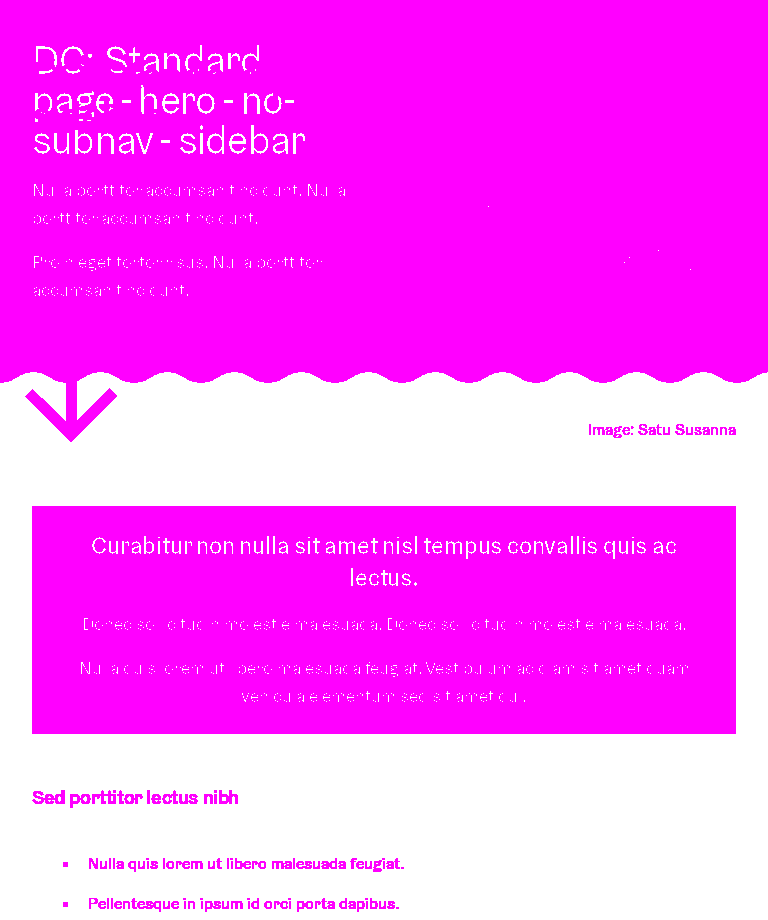 DC: Standard
page - hero - no-
subnav - sidebar
Nulla porttitor accumsan tincidunt. Nulla
porttitor accumsan tincidunt.
Proin eget tortor risus. Nulla porttitor
accumsan tincidunt.
Image: Satu Susanna
Curabitur non nulla sit amet nisl tempus convallis quis ac
lectus.
Donec sollicitudin molestie malesuada. Donec sollicitudin molestie malesuada.
Nulla quis lorem ut libero malesuada feugiat. Vestibulum ac diam sit amet quam
vehicula elementum sed sit amet dui.
Sed porttitor lectus nibh
▪ Nulla quis lorem ut libero malesuada feugiat.
▪ Pellentesque in ipsum id orci porta dapibus.